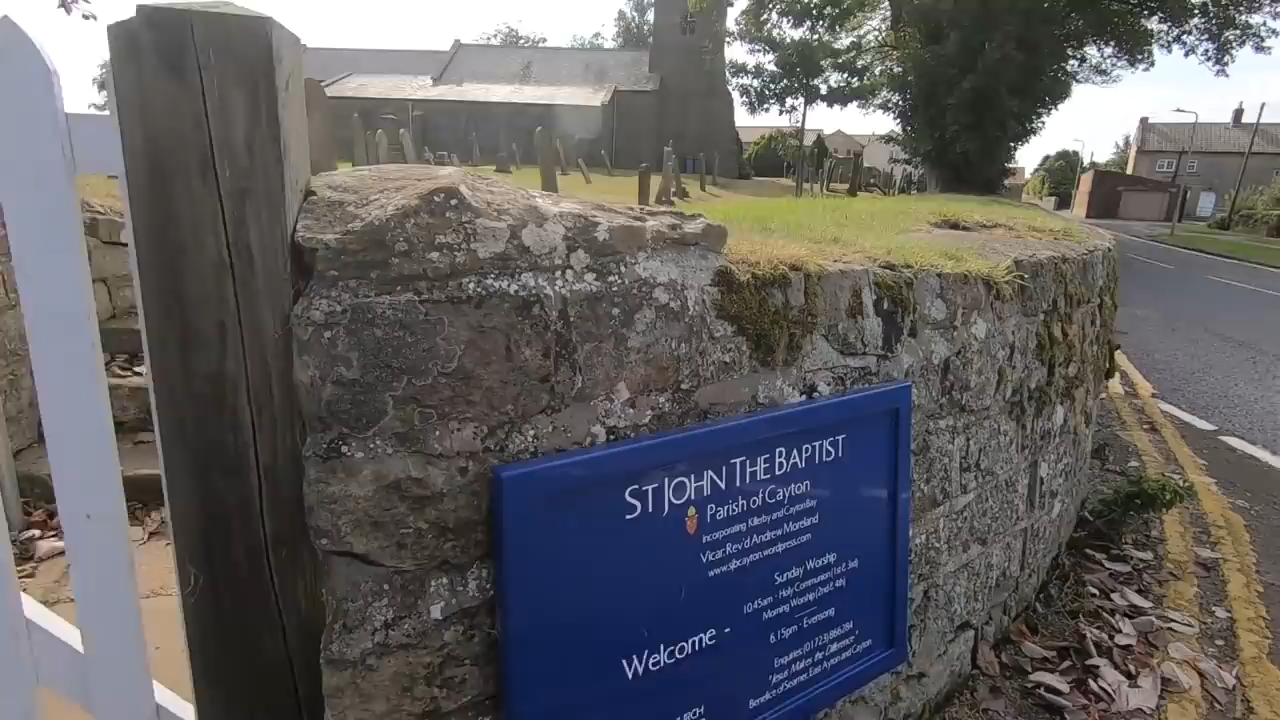 ST JOHN THE BAPTIST
Parish of Cayton
incorporating Killerby and Cayton Bay
Vicar: Rev'd Andrew Moreland
www.sjbcayton.wordpress.com
Sunday Worship
10.45am - Holy Communion (1st & 3rd)
Morning Worship (2nd & 4th)
6.15pm - Evensong
Welcome -
Enquiries: (01723) 866284
"Jesus Makes the Difference"
Benefice of Seamer, East Ayton and Cayton